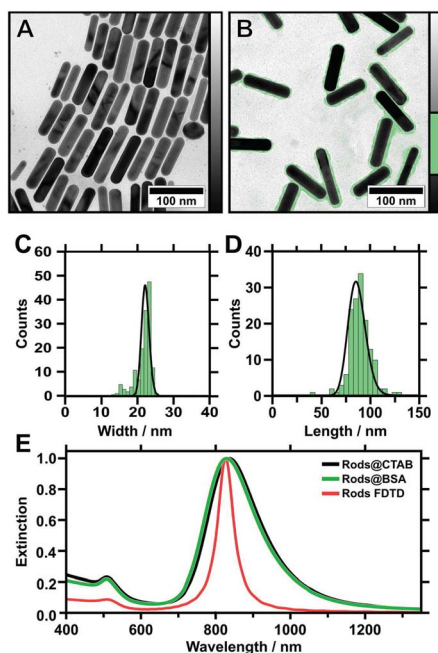 A
B
100 nm
100 nm
C
D
60
50
40
30
20
10
0
Counts
0 10 20 30 40
Width / nm
40
30
20
10
0
Counts
0 50 100 150
Length / nm
E
1.0
0.8
0.6
0.4
0.2
0.0
Extinction
Rods@CTAB
Rods@BSA
Rods FDTD
400 600 800 1000 1200
Wavelength / nm